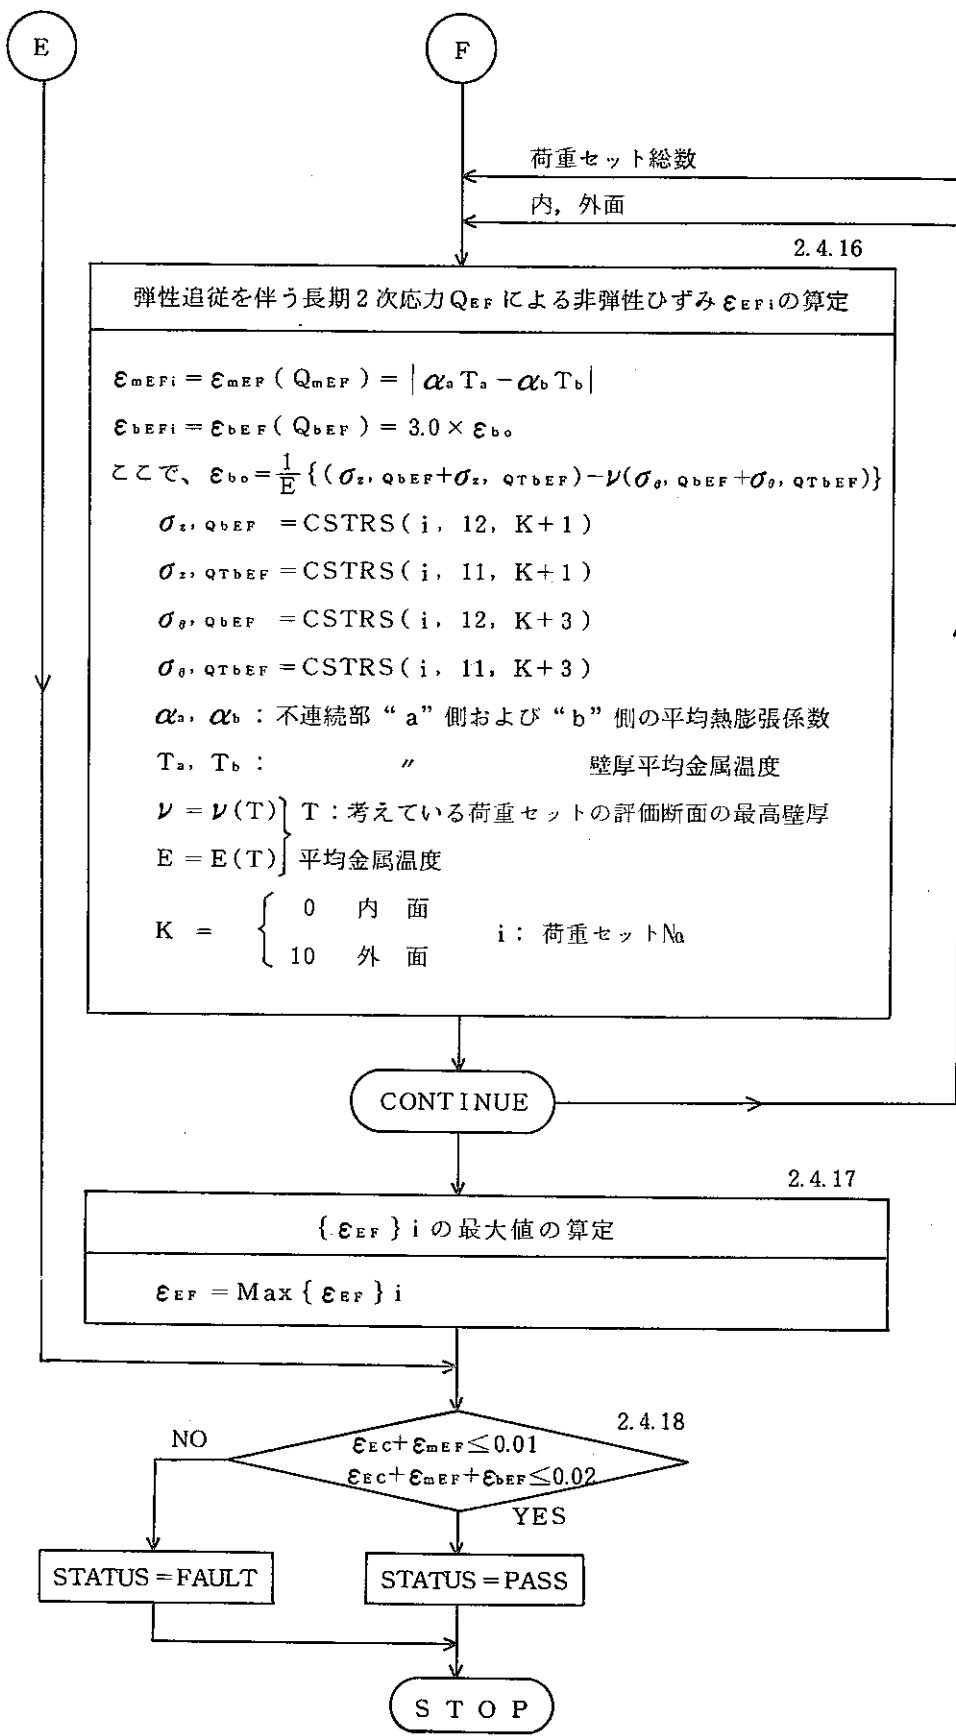 E
F
荷重セット総数
内, 外面
2.4.16
弾性追従を伴う長期2次応力QEFによる非弾性ひずみεEFiの算定
εmEFi = εmEF ( QmEF ) = | αa Ta − αb Tb |
εbEFi = εbEF ( QbEF ) = 3.0 × εbo
ここで、εbo = 1/E {(σz, QbEF+σz, QTbEF)−ν(σθ, QbEF+σθ, QTbEF)}
σz, QbEF = CSTRS( i, 12, K+1 )
σz, QTbEF = CSTRS( i, 11, K+1 )
σθ, QbEF = CSTRS( i, 12, K+3 )
σθ, QTbEF = CSTRS( i, 11, K+3 )
αa, αb : 不連続部 “a” 側および “b” 側の平均熱膨張係数
Ta, Tb : 〃 壁厚平均金属温度
ν = ν(T) } T : 考えている荷重セットの評価断面の最高壁厚
E = E(T) 平均金属温度
K = { 0 内 面
10 外 面
i : 荷重セット№
CONTINUE
2.4.17
{ εEF } i の最大値の算定
εEF = Max { εEF } i
2.4.18
NO
εEC + εmEF ≤ 0.01
εEC + εmEF + εbEF ≤ 0.02
YES
STATUS = FAULT
STATUS = PASS
STOP